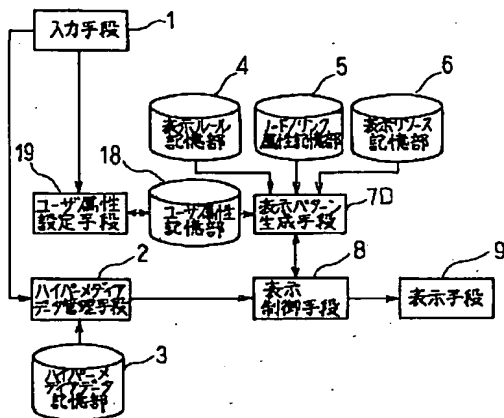 入力手段
1
4
5
6
表示ルール
記憶部
ノード/リンク
属性記憶部
表示リソース
記憶部
19
18
ユーザ属性
設定手段
ユーザ属性
記憶部
表示パターン
生成手段
7D
2
8
9
ハイパーメディア
データ管理手段
表示
制御手段
表示手段
3
ハイパーメ
ディアデータ
記憶部